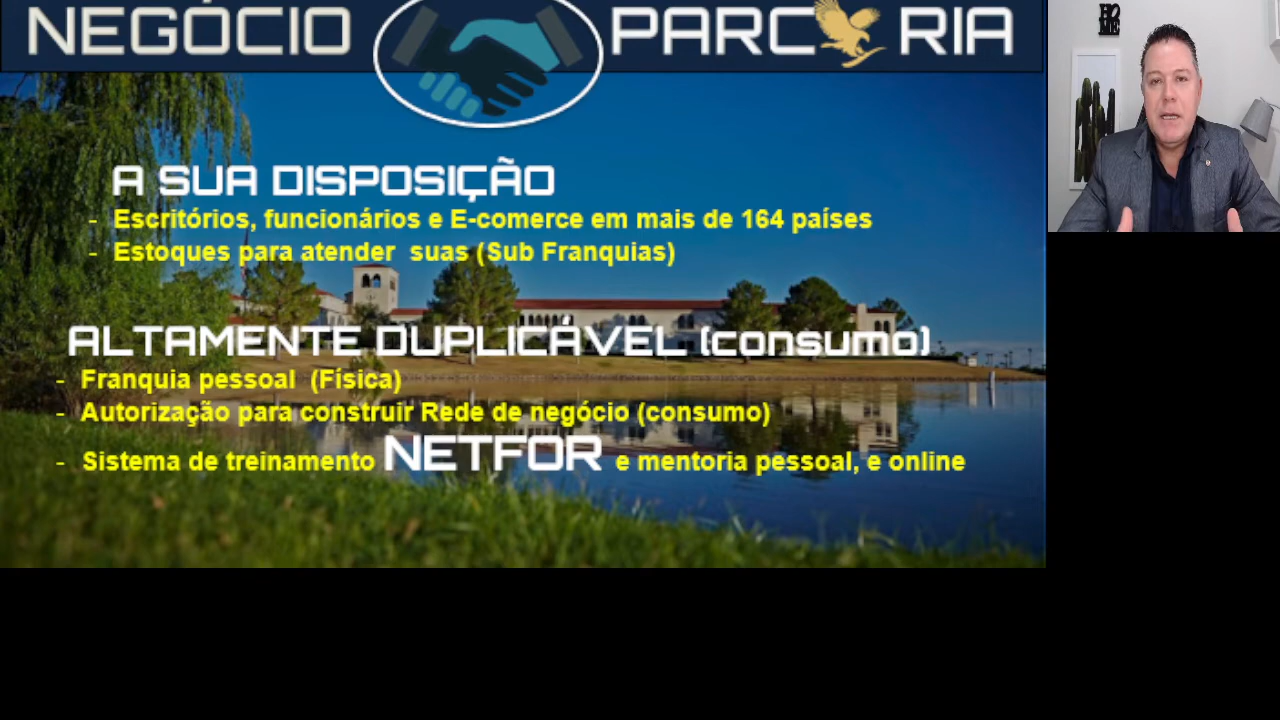 NEGÓCIO PARC RIA
A SUA DISPOSIÇÃO
- Escritórios, funcionários e E-comerce em mais de 164 países
- Estoques para atender suas (Sub Franquias)
ALTAMENTE DUPLICÁVEL (consumo)
- Franquia pessoal (Física)
- Autorização para construir Rede de negócio (consumo)
- Sistema de treinamento NETFOR e mentoria pessoal, e online
HO
ME